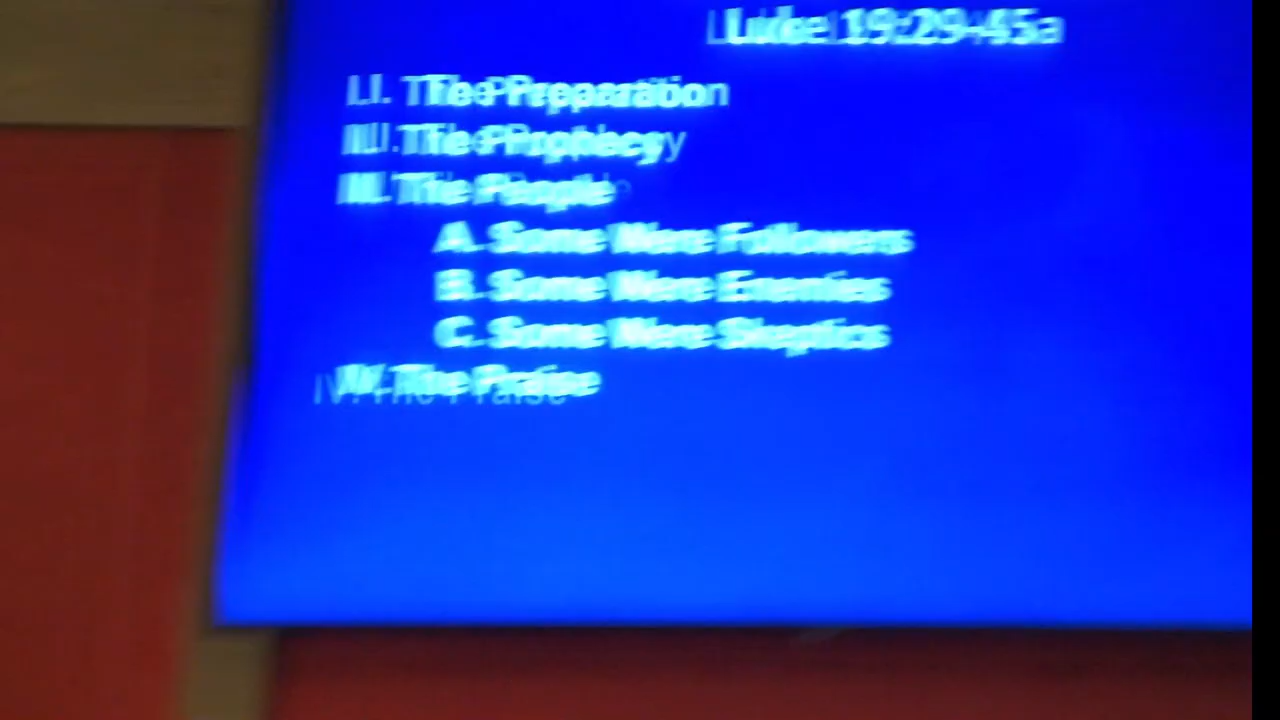 Luke 19:29-45a
I. The Preparation
II. The Prophecy
III. The People
A. Some Were Followers
B. Some Were Enemies
C. Some Were Skeptics
IV. The Praise